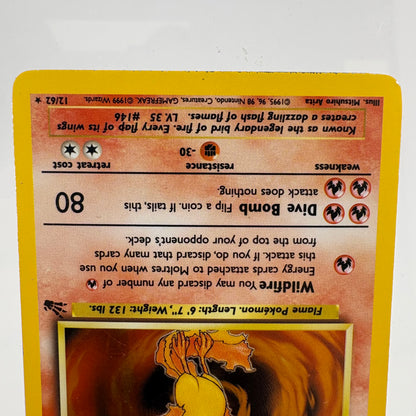 Flame Pokémon. Length: 6' 7", Weight: 132 lbs.
Wildfire You may discard any number of
Energy cards attached to Moltres when you use
this attack. If you do, discard that many cards
from the top of your opponent's deck.
Dive Bomb Flip a coin. If tails, this
attack does nothing.
80
weakness resistance retreat cost
-30
Known as the legendary bird of fire. Every flap of its wings
creates a dazzling flash of flames. LV. 35 #146
Illus. Mitsuhiro Arita ©1995, 96, 98 Nintendo, Creatures, GAMEFREAK. ©1999 Wizards. 12/62 ★